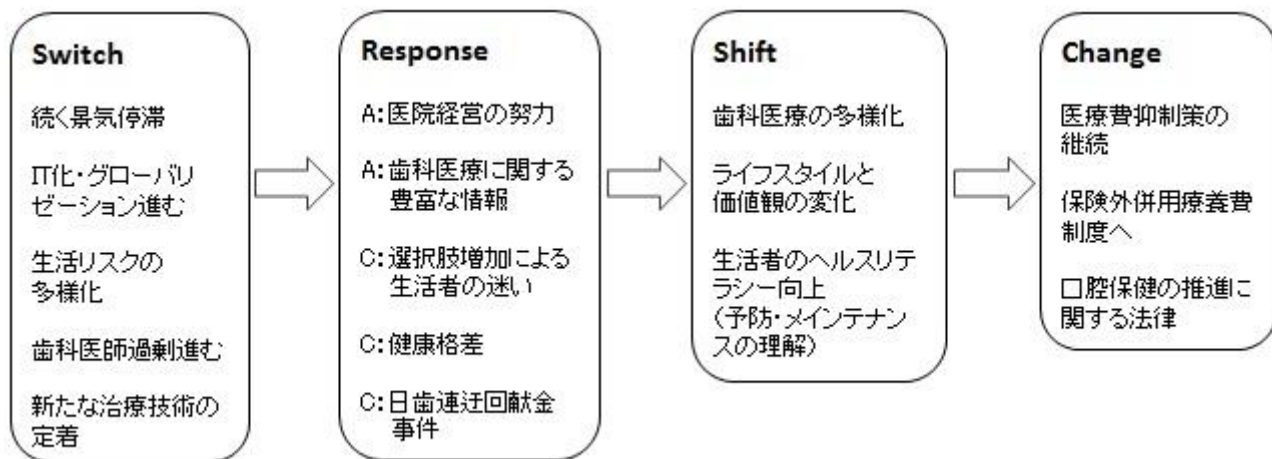 Switch
続く景気停滞
IT化・グローバリ
ゼーション進む
生活リスクの
多様化
歯科医師過剰進む
新たな治療技術の
定着
Response
A:医院経営の努力
A:歯科医療に関する
豊富な情報
C:選択肢増加による
生活者の迷い
C:健康格差
C:日歯連迂回献金
事件
Shift
歯科医療の多様化
ライフスタイルと
価値観の変化
生活者のヘルスリテ
ラシー向上
(予防・メインテナン
スの理解)
Change
医療費抑制策の
継続
保険外併用療養費
制度へ
口腔保健の推進に
関する法律